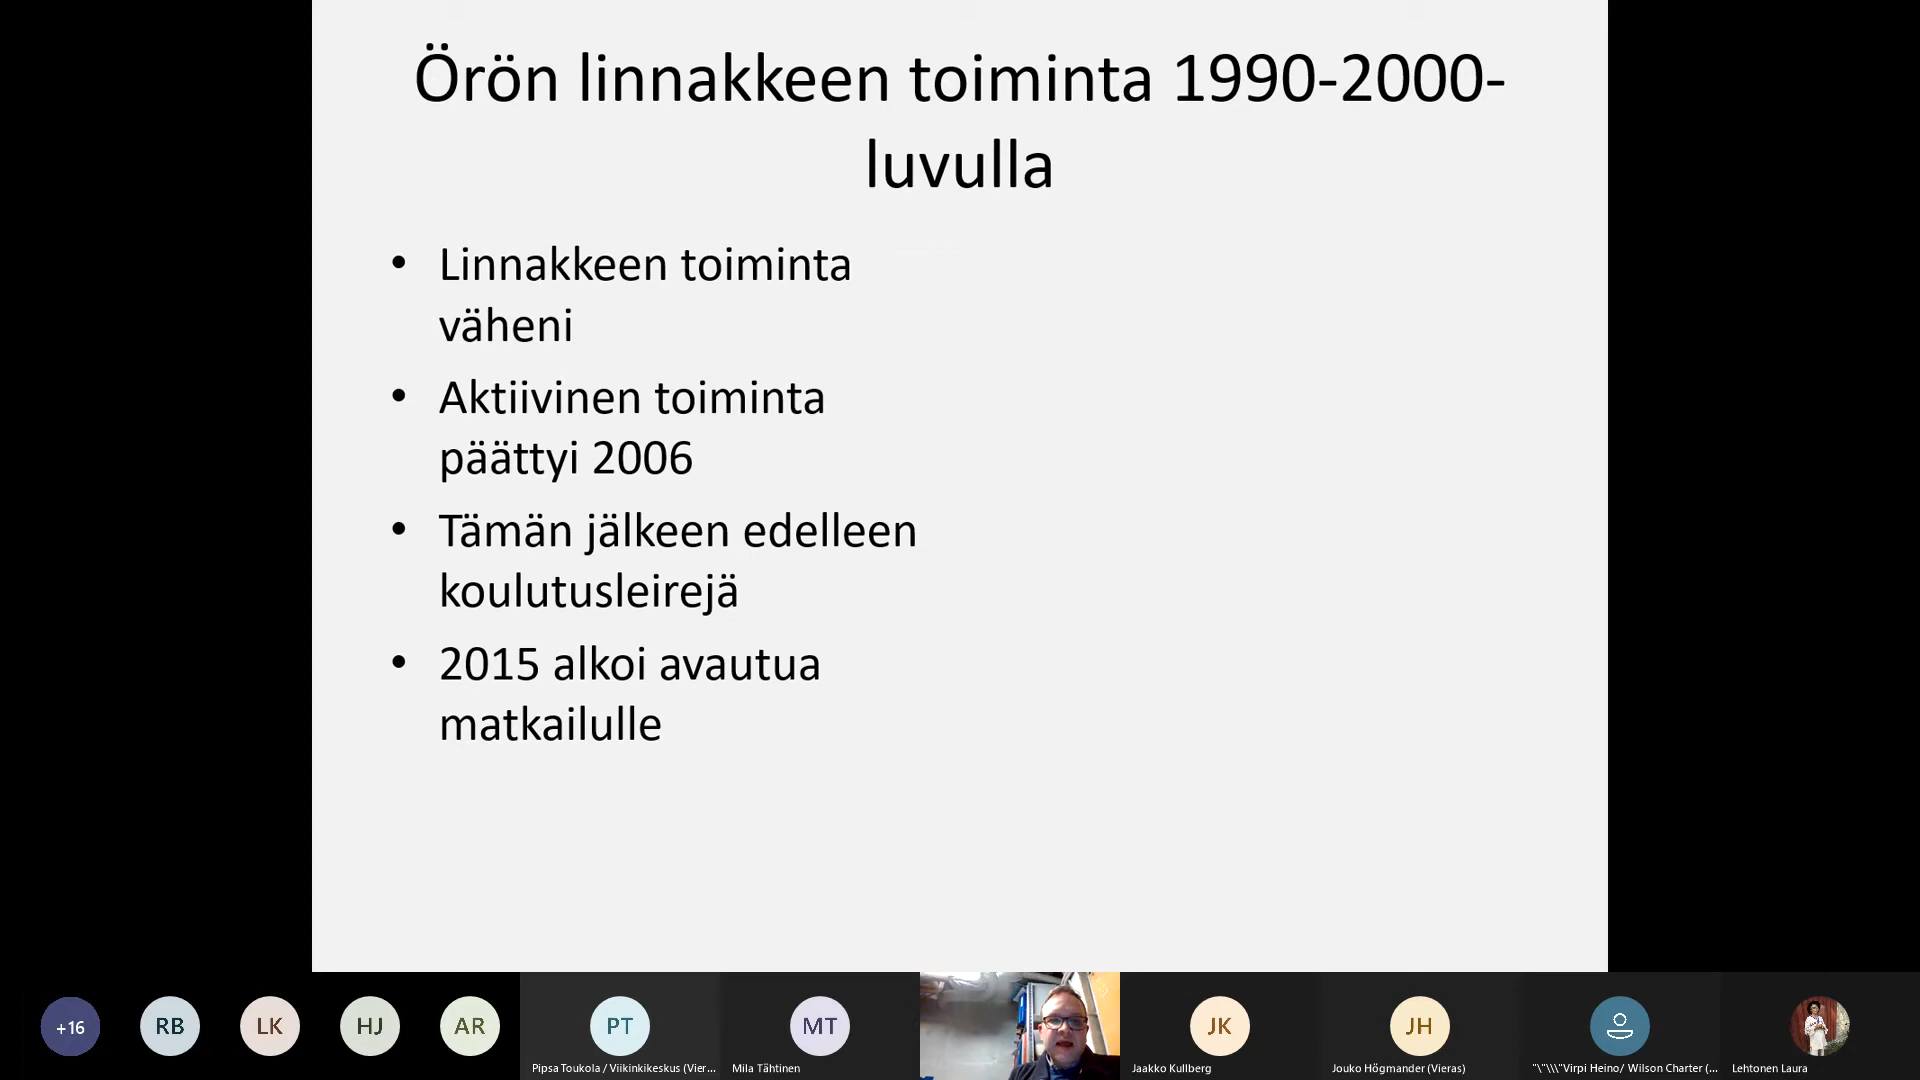 Örön linnakkeen toiminta 1990-2000-
luvulla
• Linnakkeen toiminta
väheni
• Aktiivinen toiminta
päättyi 2006
• Tämän jälkeen edelleen
koulutusleirejä
• 2015 alkoi avautua
matkailulle
+16
RB
LK
HJ
AR
PT
MT
JK
JH
Pipsa Toukola / Viikinkikeskus (Vier...
Mila Tähtinen
Jaakko Kullberg
Jouko Högmander (Vieras)
"\"\\\"Virpi Heino/ Wilson Charter (...
Lehtonen Laura